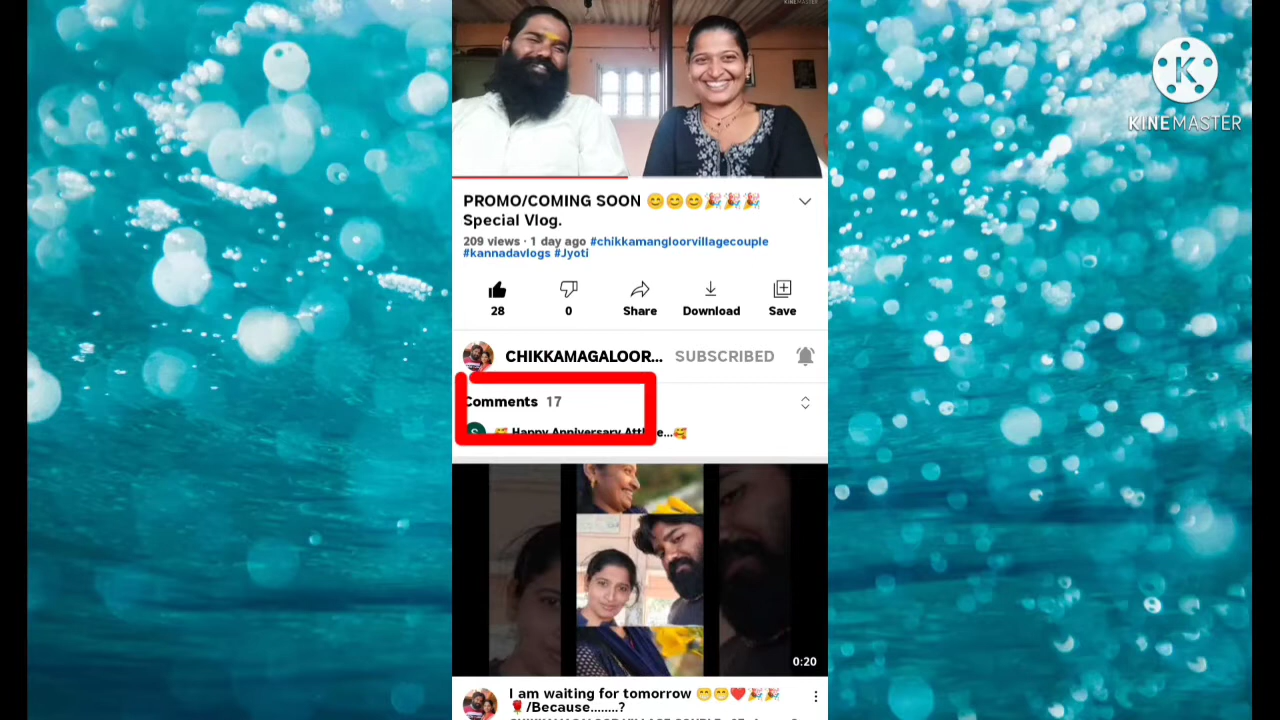 KINEMASTER
K
KINEMASTER
PROMO/COMING SOON 😊😊😊🎉🎉🎉
Special Vlog.
209 views · 1 day ago #chikkamangloorvillagecouple
#kannadavlogs #Jyoti
28
0
Share
Download
Save
CHIKKAMAGALOOR...
SUBSCRIBED
Comments 17
S
🥰 Happy Anniversary
e...🥰
0:20
I am waiting for tomorrow 😁😁❤️🎉🎉
🌹/Because........?